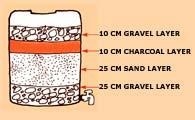 10 CM GRAVEL LAYER
10 CM CHARCOAL LAYER
25 CM SAND LAYER
25 CM GRAVEL LAYER